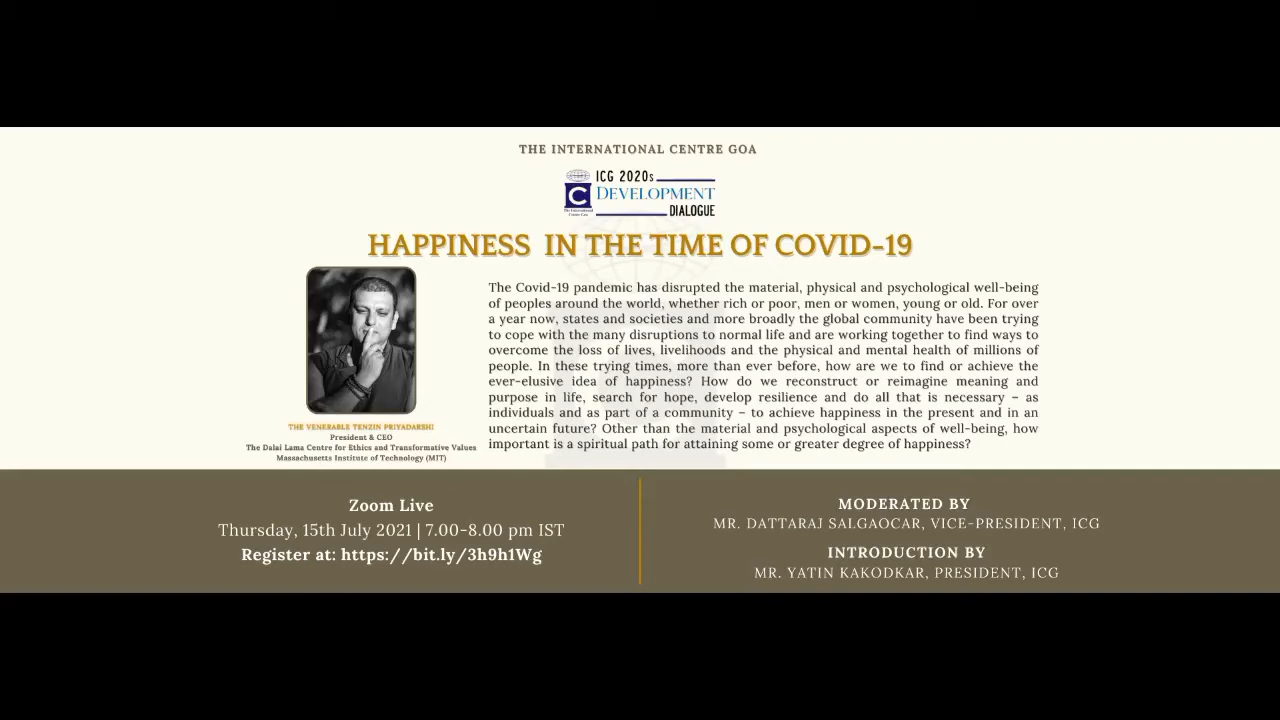 THE INTERNATIONAL CENTRE GOA
ICG 2020s
DEVELOPMENT
DIALOGUE
C
The International
Centre Goa
HAPPINESS IN THE TIME OF COVID-19
The Covid-19 pandemic has disrupted the material, physical and psychological well-being
of peoples around the world, whether rich or poor, men or women, young or old. For over
a year now, states and societies and more broadly the global community have been trying
to cope with the many disruptions to normal life and are working together to find ways to
overcome the loss of lives, livelihoods and the physical and mental health of millions of
people. In these trying times, more than ever before, how are we to find or achieve the
ever-elusive idea of happiness? How do we reconstruct or reimagine meaning and
purpose in life, search for hope, develop resilience and do all that is necessary – as
individuals and as part of a community – to achieve happiness in the present and in an
uncertain future? Other than the material and psychological aspects of well-being, how
important is a spiritual path for attaining some or greater degree of happiness?
THE VENERABLE TENZIN PRIYADARSHI
President & CEO
The Dalai Lama Centre for Ethics and Transformative Values
Massachusetts Institute of Technology (MIT)
Zoom Live
Thursday, 15th July 2021 | 7.00-8.00 pm IST
Register at: https://bit.ly/3h9h1Wg
MODERATED BY
MR. DATTARAJ SALGAOCAR, VICE-PRESIDENT, ICG
INTRODUCTION BY
MR. YATIN KAKODKAR, PRESIDENT, ICG